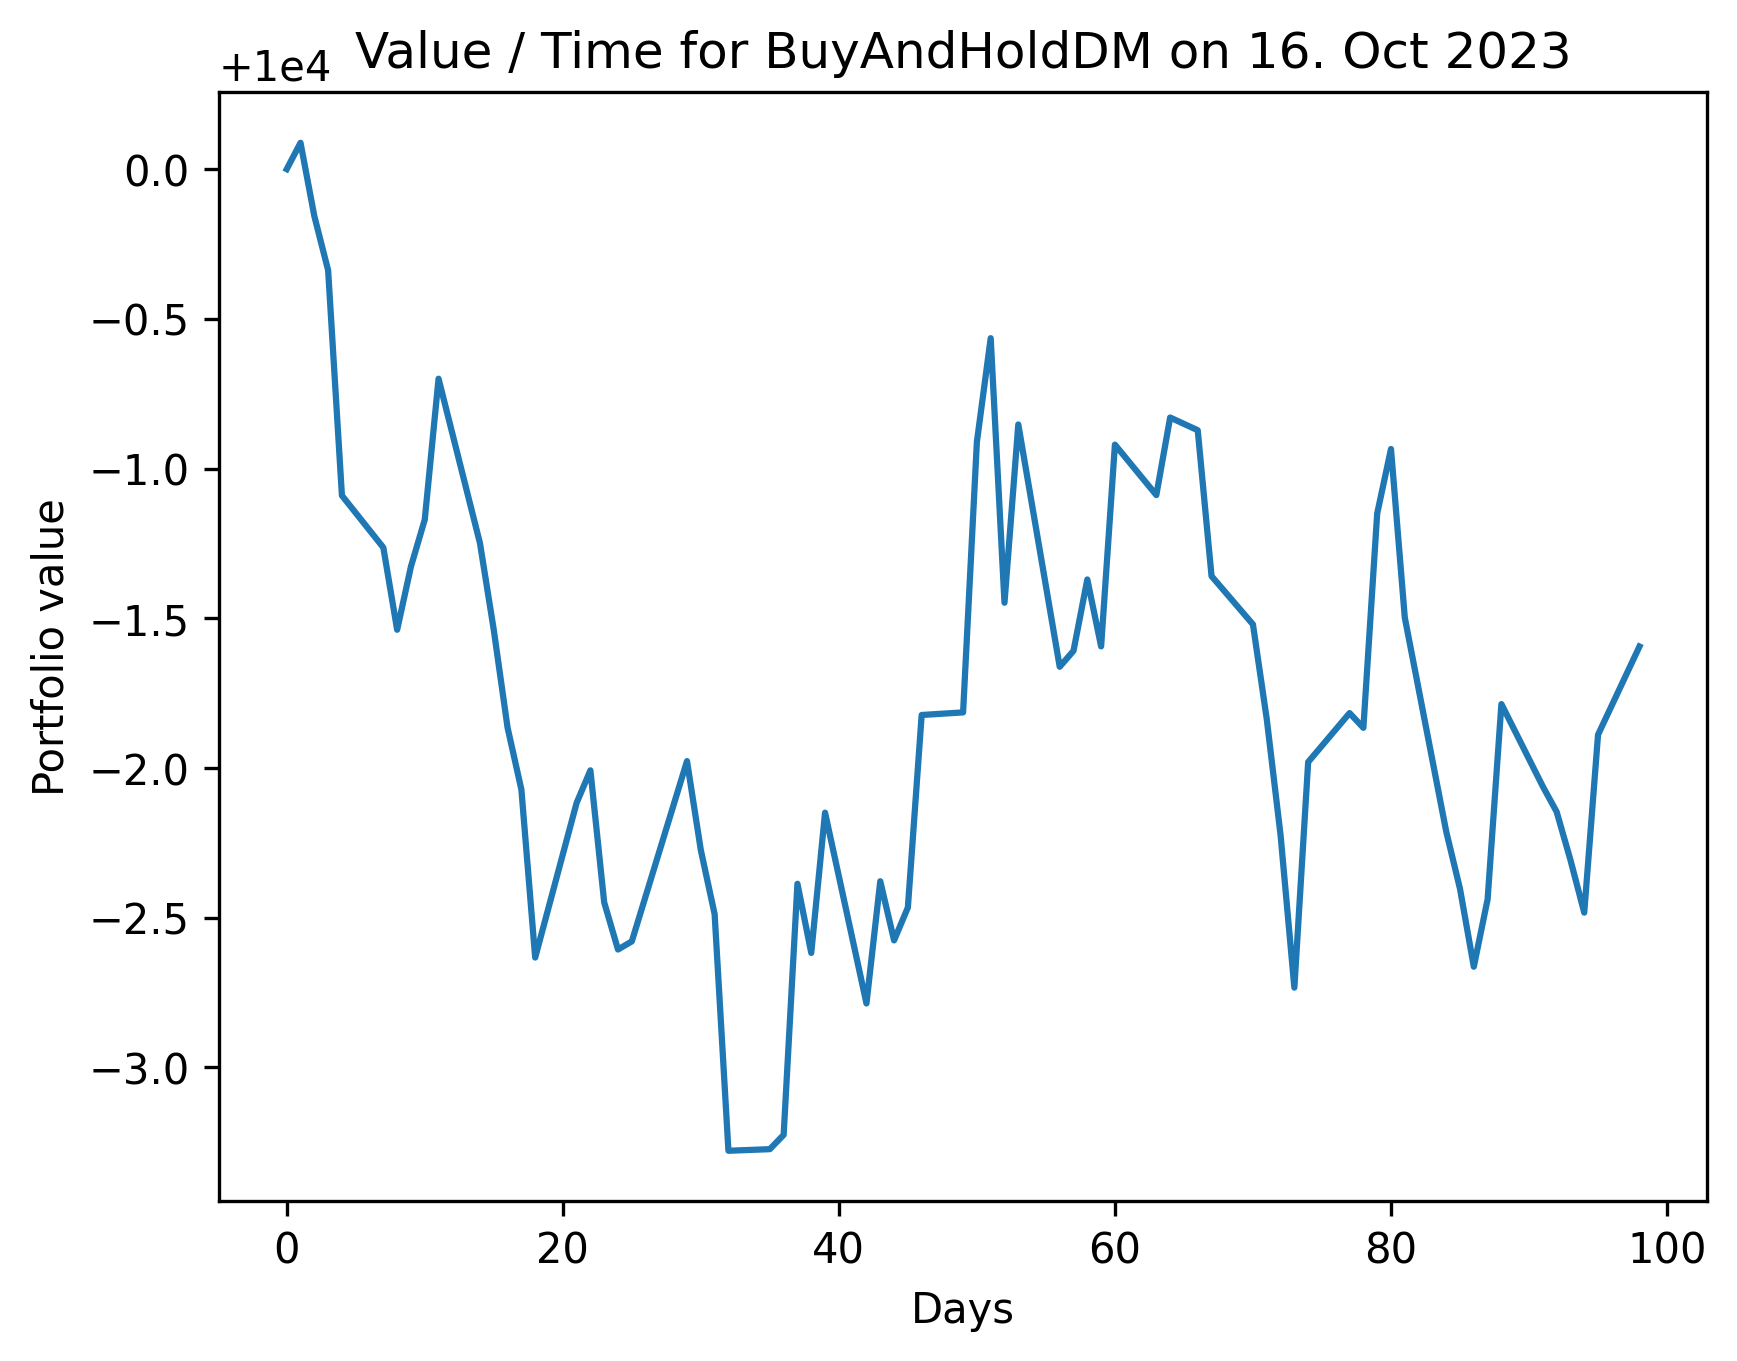 Value / Time for BuyAndHoldDM on 16. Oct 2023
+1e4
0.0
−0.5
−1.0
−1.5
−2.0
−2.5
−3.0
Portfolio value
0 20 40 60 80 100
Days